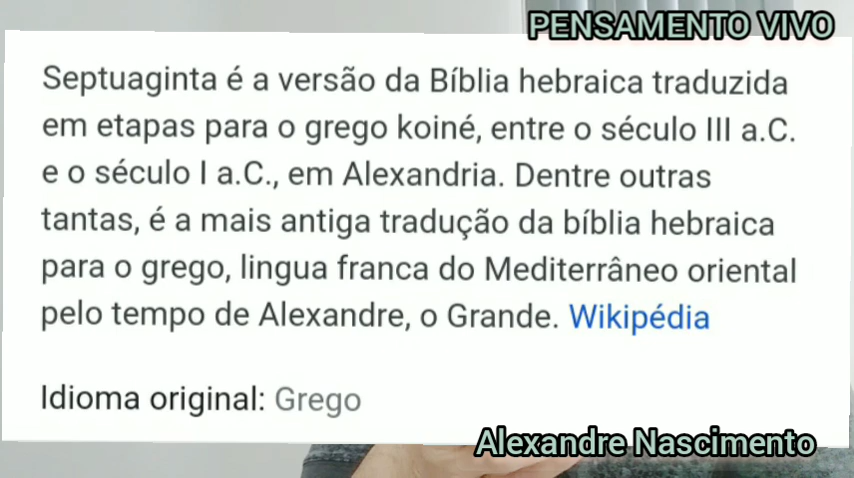 PENSAMENTO VIVO
Septuaginta é a versão da Bíblia hebraica traduzida
em etapas para o grego koiné, entre o século III a.C.
e o século I a.C., em Alexandria. Dentre outras
tantas, é a mais antiga tradução da bíblia hebraica
para o grego, lingua franca do Mediterrâneo oriental
pelo tempo de Alexandre, o Grande. Wikipédia
Idioma original: Grego
Alexandre Nascimento